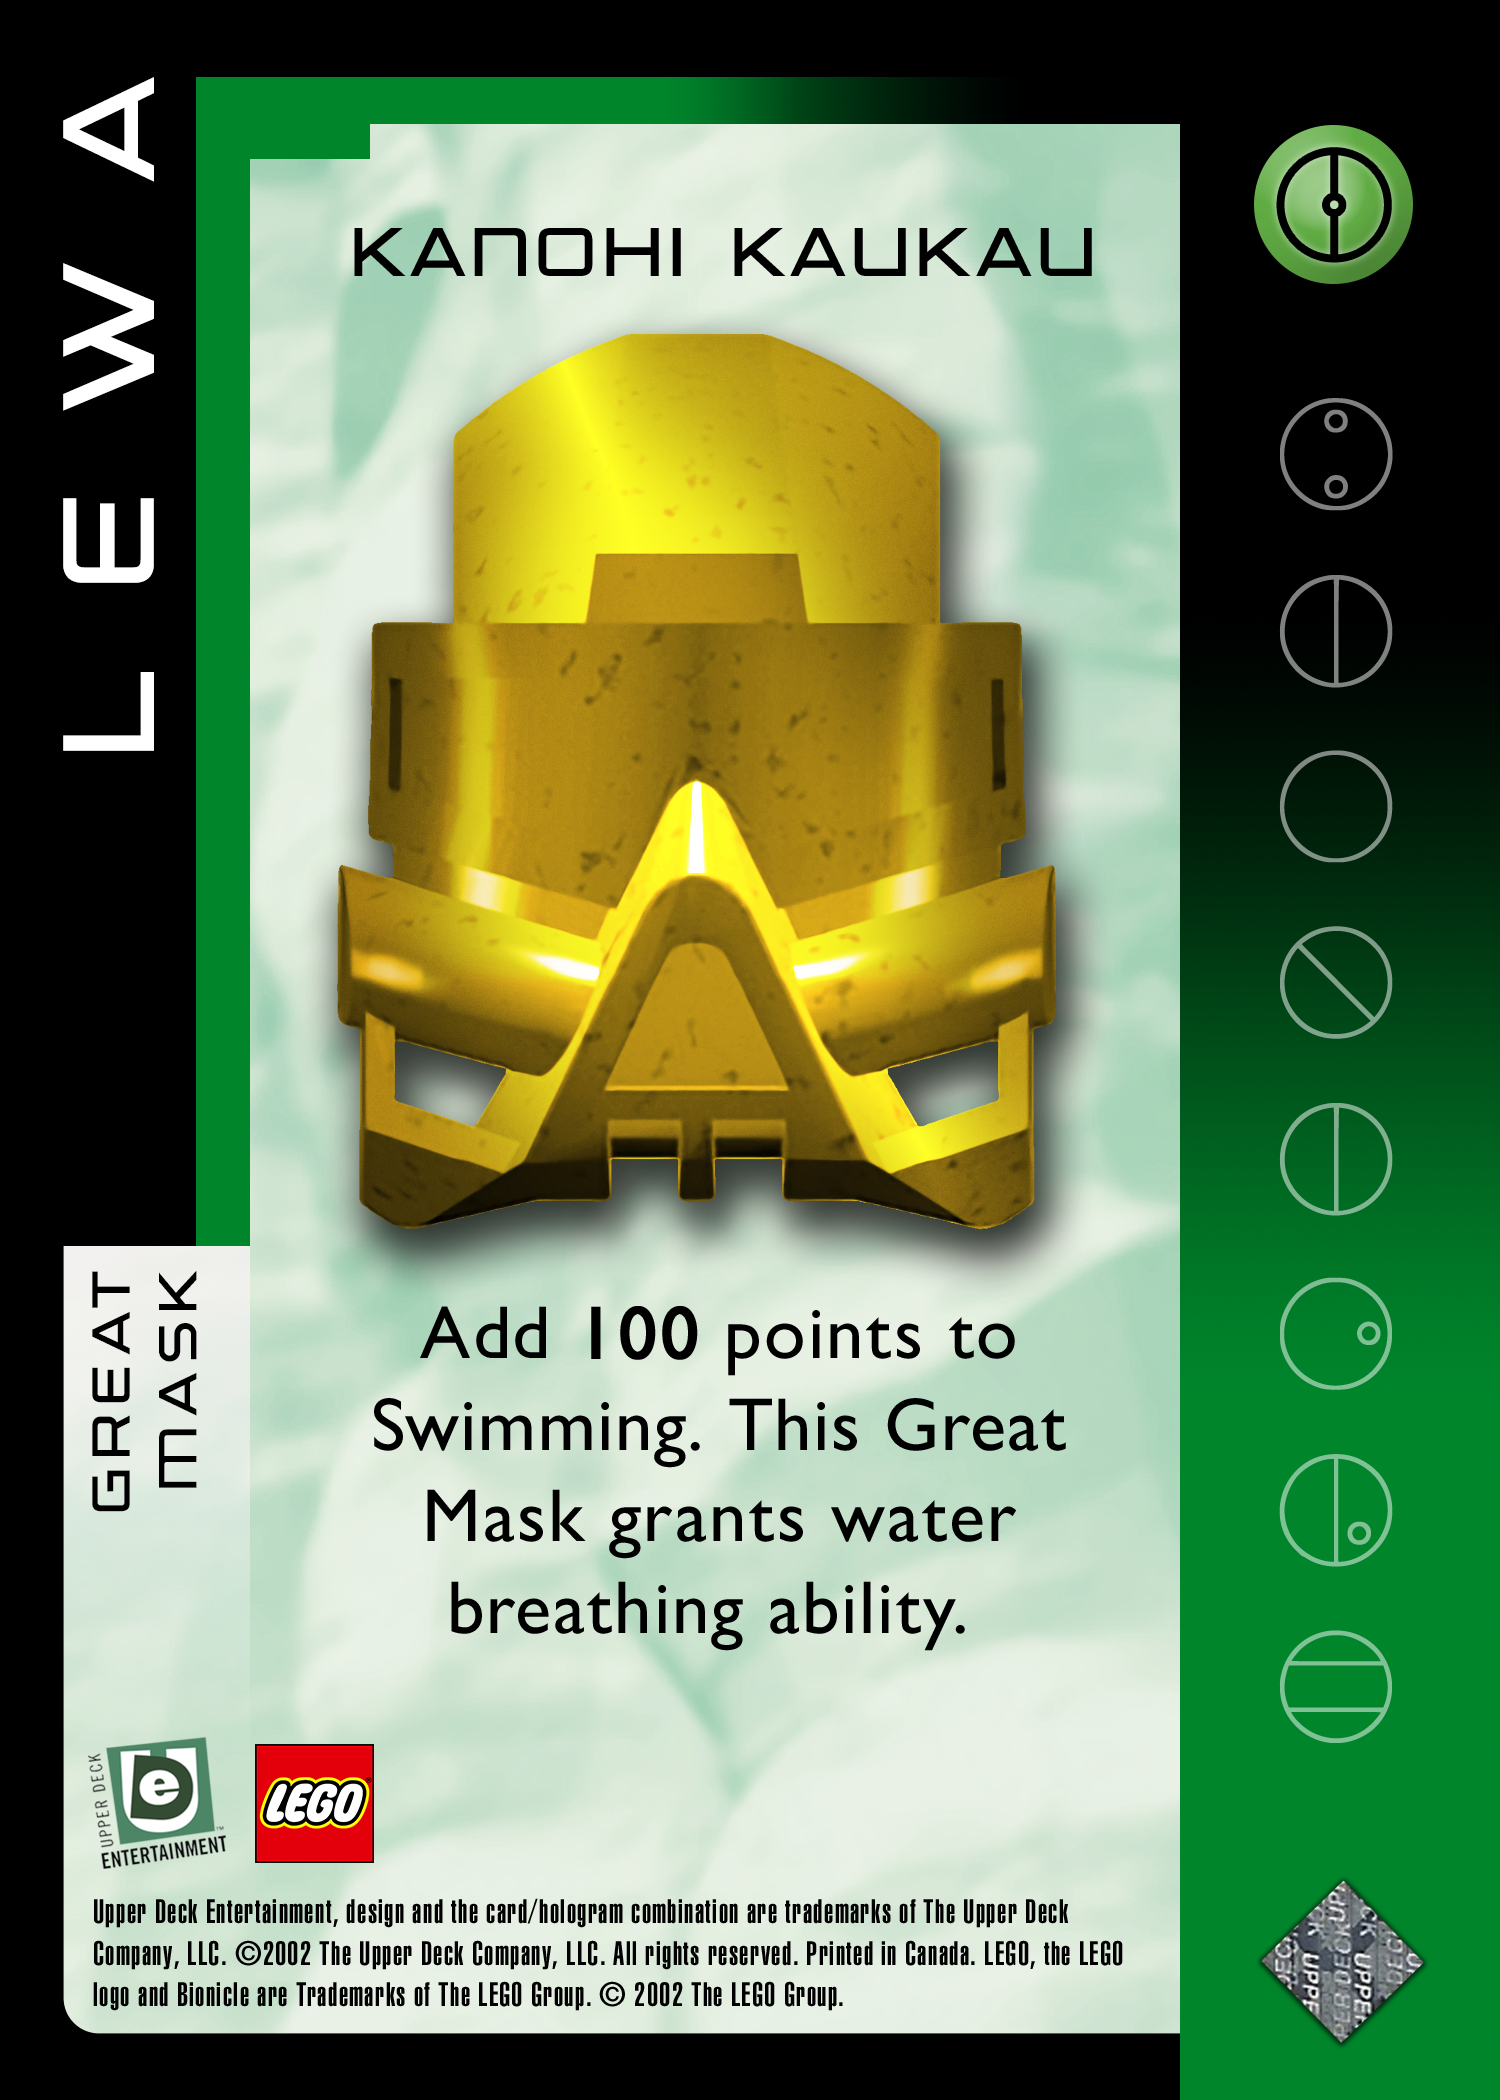 LEWA
KANOHI KAUKAU
Add 100 points to
Swimming. This Great
Mask grants water
breathing ability.
GREAT
MASK
UPPER DECK
e
ENTERTAINMENT
™
LEGO
Upper Deck Entertainment, design and the card/hologram combination are trademarks of The Upper Deck
Company, LLC. ©2002 The Upper Deck Company, LLC. All rights reserved. Printed in Canada. LEGO, the LEGO
logo and Bionicle are Trademarks of The LEGO Group. © 2002 The LEGO Group.